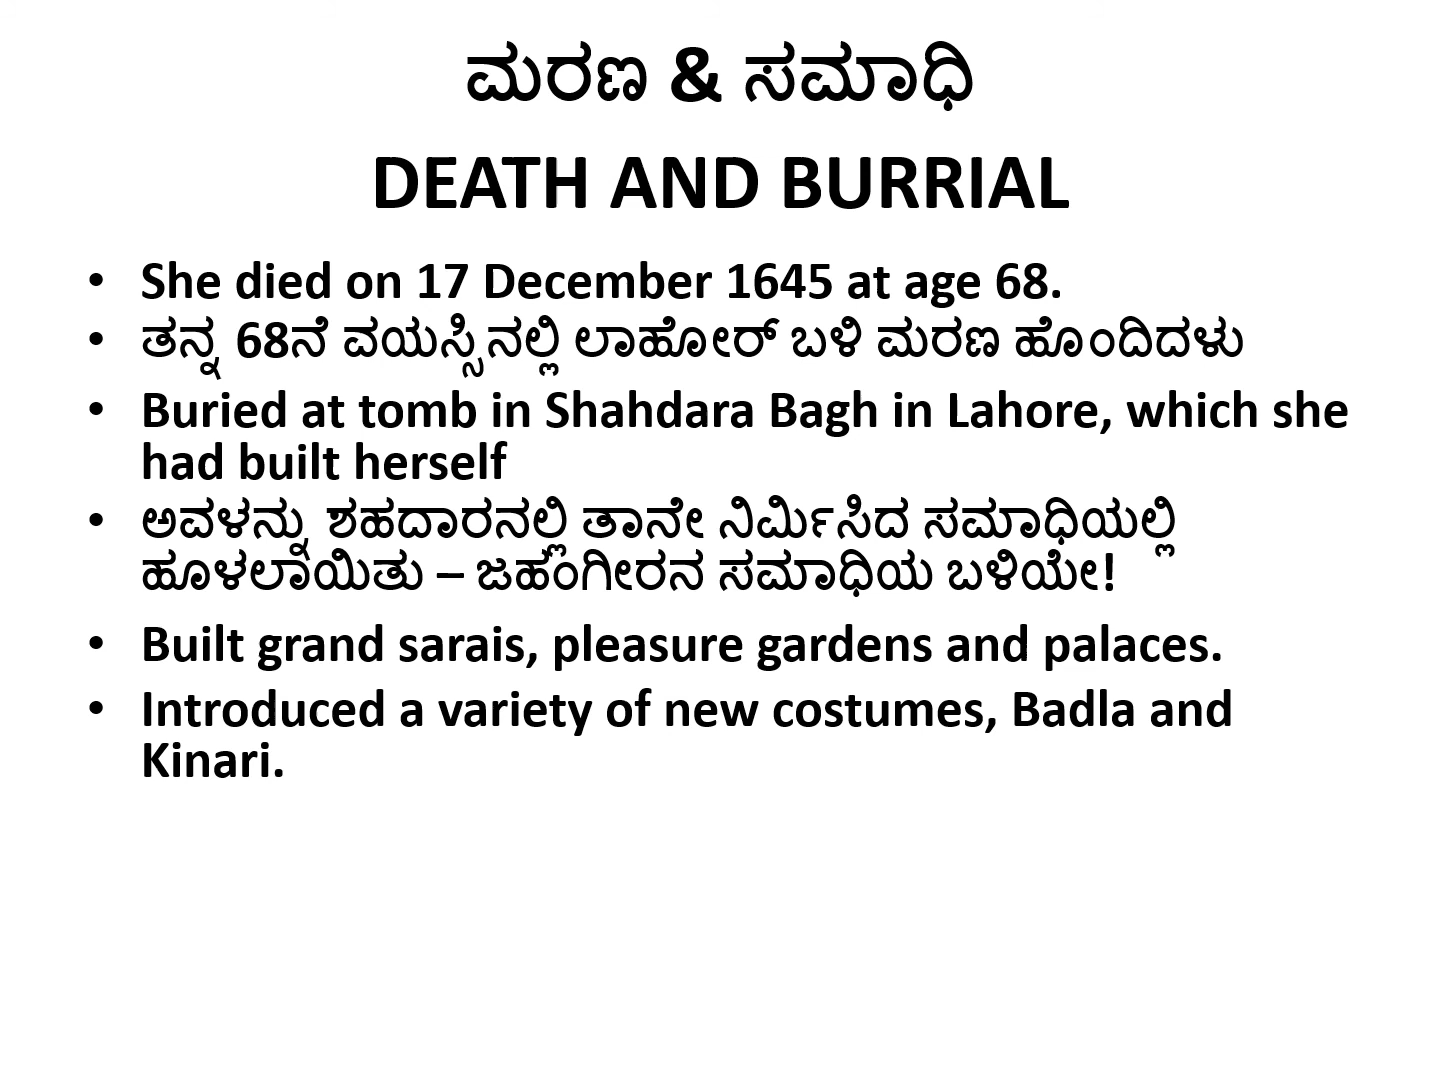 ಮರಣ & ಸಮಾಧಿ
DEATH AND BURRIAL
• She died on 17 December 1645 at age 68.
• ತನ್ನ 68ನೆ ವಯಸ್ಸಿನಲ್ಲಿ ಲಾಹೋರ್ ಬಳಿ ಮರಣ ಹೊಂದಿದಳು
• Buried at tomb in Shahdara Bagh in Lahore, which she
had built herself
• ಅವಳನ್ನು ಶಹದಾರನಲ್ಲಿ ತಾನೇ ನಿರ್ಮಿಸಿದ ಸಮಾಧಿಯಲ್ಲಿ
ಹೂಳಲಾಯಿತು – ಜಹಂಗೀರನ ಸಮಾಧಿಯ ಬಳಿಯೇ!
• Built grand sarais, pleasure gardens and palaces.
• Introduced a variety of new costumes, Badla and
Kinari.